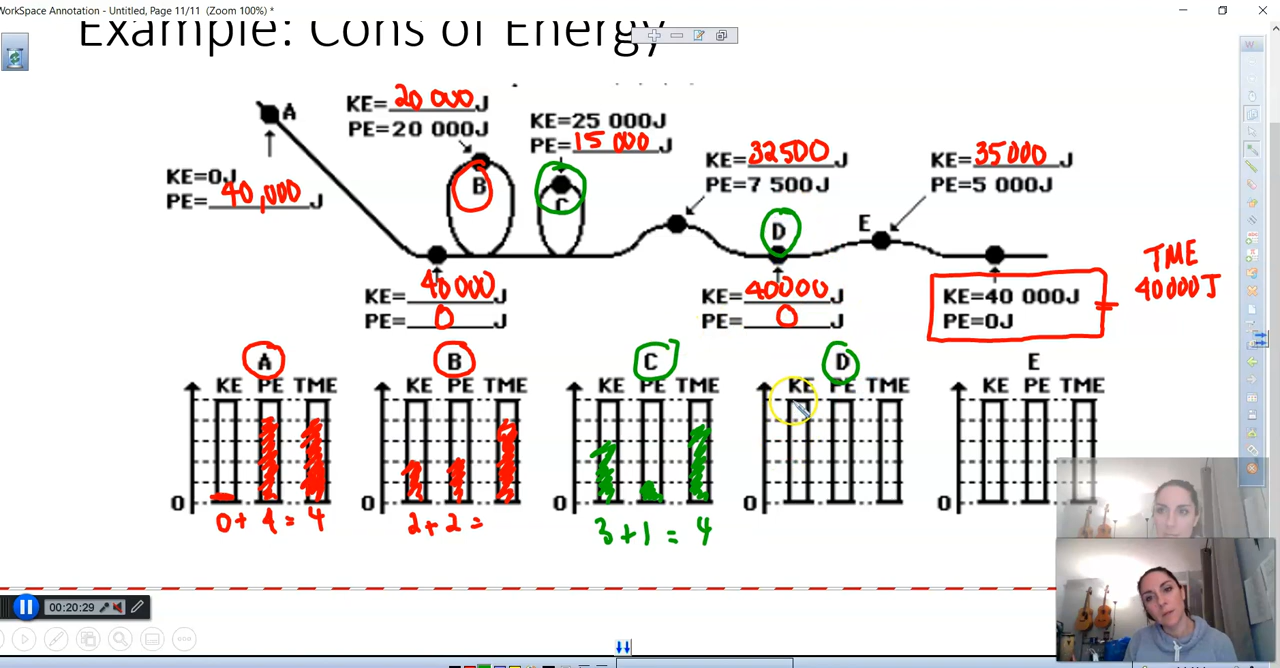 WorkSpace Annotation - Untitled, Page 11/11 (Zoom 100%) *
Example: Cons of Energy
A
KE=0J
PE=40,000J
KE=20 000J
PE=20 000J
B
KE=25 000J
PE=15 000J
C
KE=32500J
PE=7 500J
D
KE=35000J
PE=5 000J
E
KE=40000J
PE=0J
KE=40000J
PE=0J
KE=40 000J
PE=0J
TME
40000J
A
KE PE TME
0
0 + 4 = 4
B
KE PE TME
0
2 + 2 =
C
KE PE TME
0
3 + 1 = 4
D
KE PE TME
0
E
KE PE TME
0
00:20:29
W